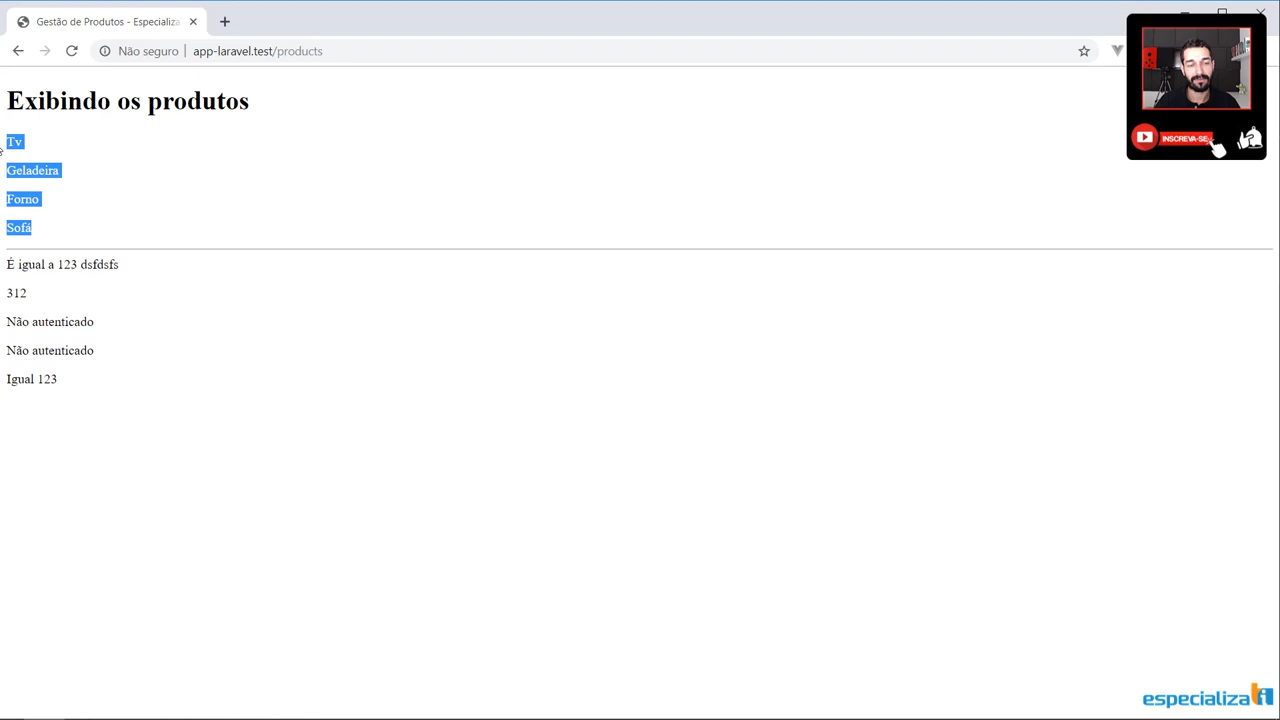 Gestão de Produtos - Especializa
Não seguro
app-laravel.test/products
Exibindo os produtos
Tv
Geladeira
Forno
Sofá
É igual a 123 dsfdsfs
312
Não autenticado
Não autenticado
Igual 123
INSCREVA-SE
especializati